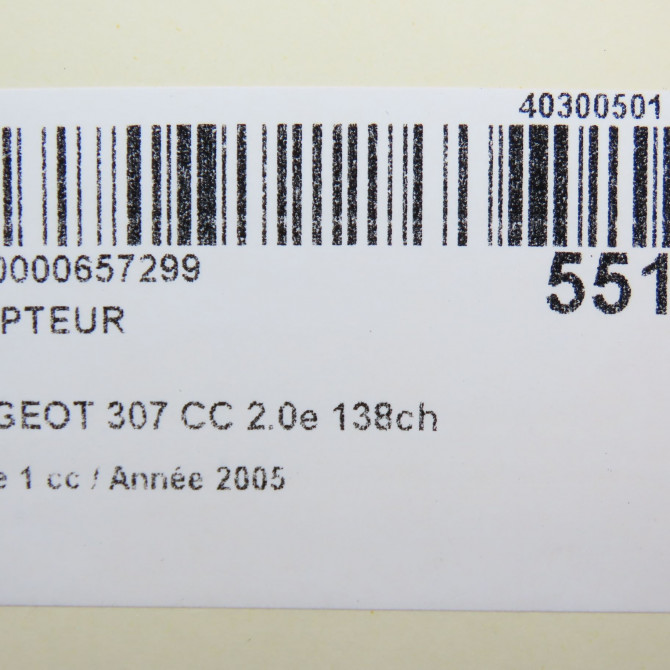 40300501
0000657299
551
PTEUR
GEOT 307 CC 2.0e 138ch
e 1 cc / Année 2005